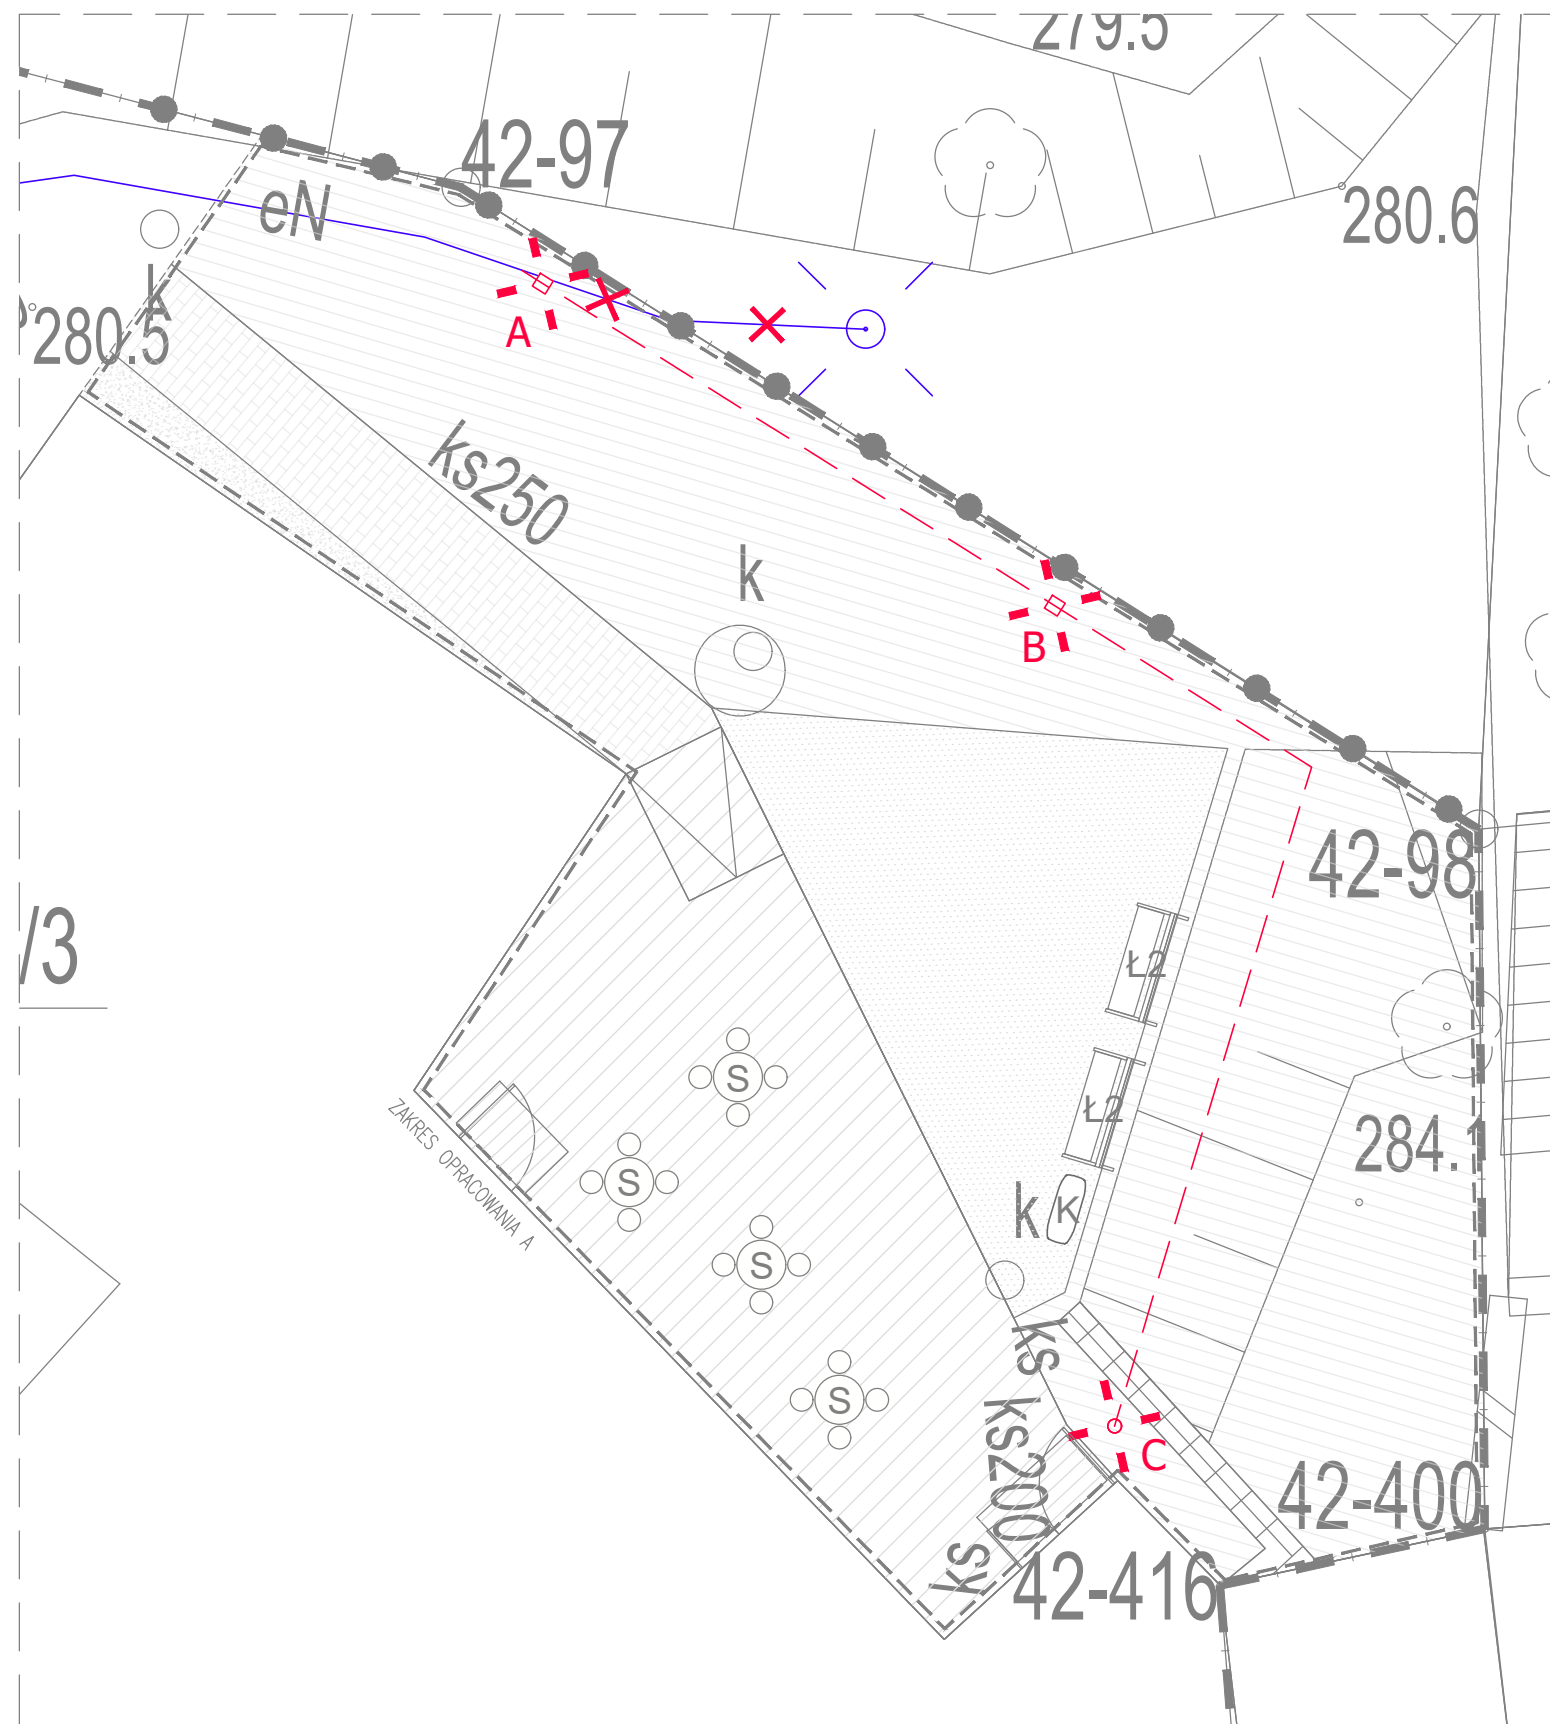 279.5
42-97
280.6
eN
k
280.5
A
ks250
k
B
42-98
/3
Ł2
S
Ł2
284.1
ZAKRES OPRACOWANIA A
S
k
K
S
ks
S
ks200
C
42-400
ks
42-416